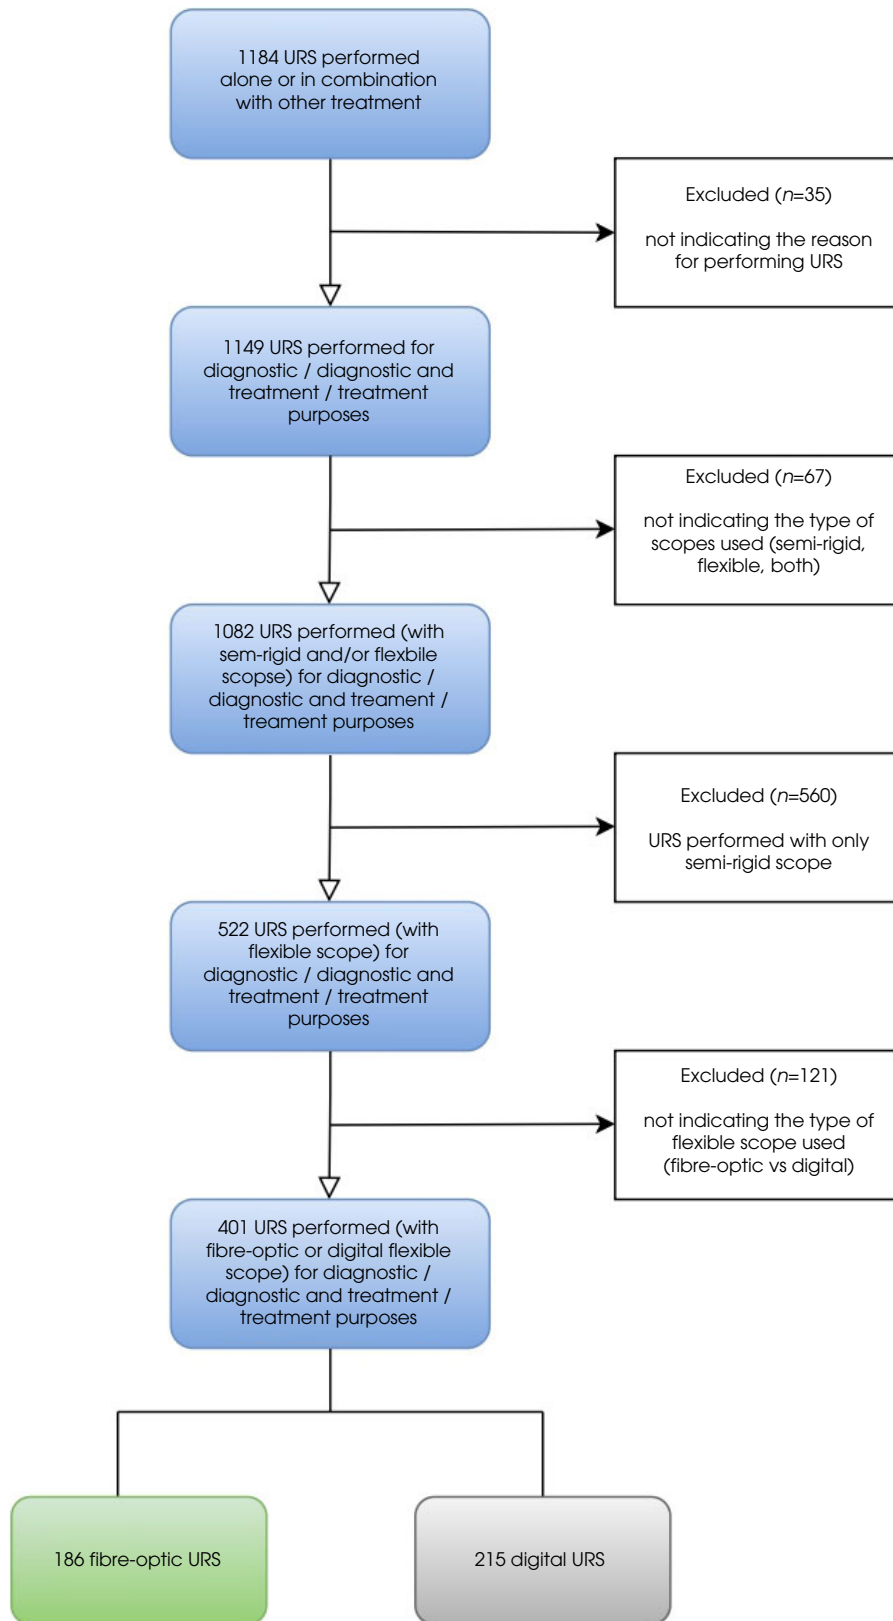 1184 URS performed
alone or in combination
with other treatment
Excluded (n=35)
not indicating the reason
for performing URS
1149 URS performed for
diagnostic / diagnostic and
treatment / treatment
purposes
Excluded (n=67)
not indicating the type of
scopes used (semi-rigid,
flexible, both)
1082 URS performed (with
sem-rigid and/or flexbile
scopse) for diagnostic /
diagnostic and treament /
treament purposes
Excluded (n=560)
URS performed with only
semi-rigid scope
522 URS performed (with
flexible scope) for
diagnostic / diagnostic and
treatment / treatment
purposes
Excluded (n=121)
not indicating the type of
flexible scope used
(fibre-optic vs digital)
401 URS performed (with
fibre-optic or digital flexible
scope) for diagnostic /
diagnostic and treatment /
treatment purposes
186 fibre-optic URS
215 digital URS